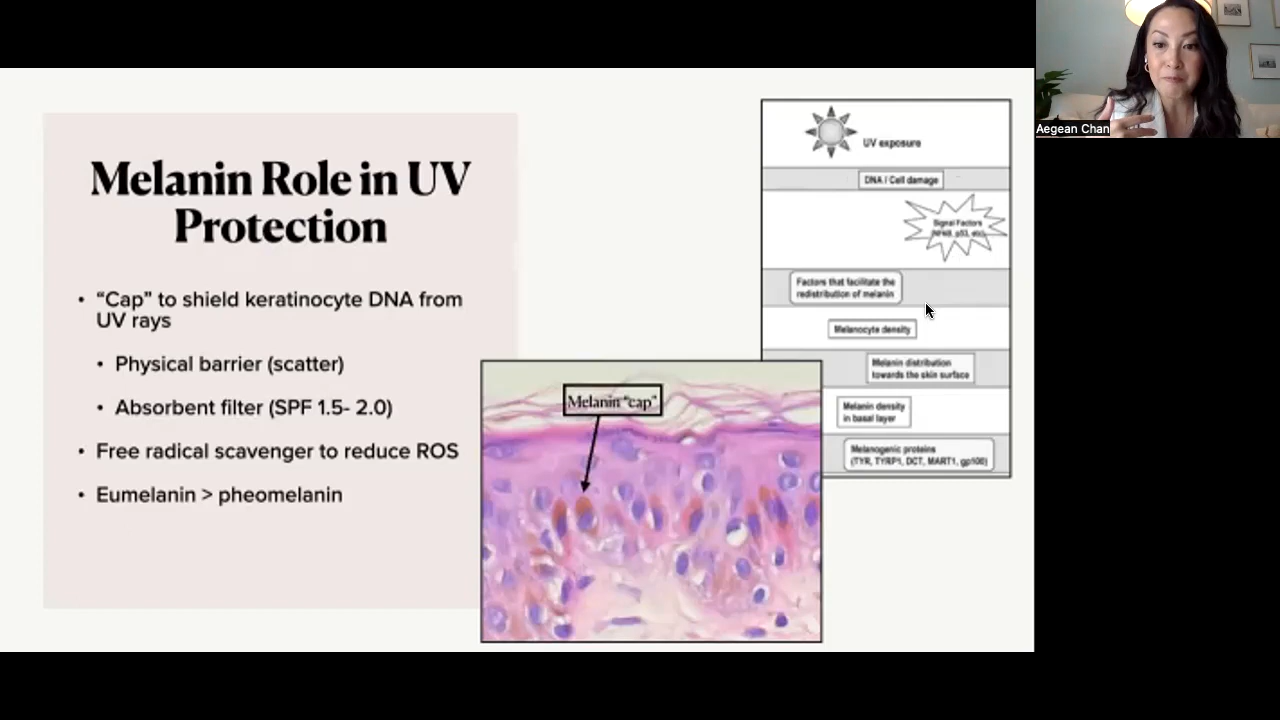 Melanin Role in UV
Protection
• “Cap” to shield keratinocyte DNA from
UV rays
• Physical barrier (scatter)
• Absorbent filter (SPF 1.5- 2.0)
• Free radical scavenger to reduce ROS
• Eumelanin > pheomelanin
Melanin “cap”
UV exposure
DNA / Cell damage
Signal Factors
p53, etc)
Factors that facilitate the
redistribution of melanin
Melanocyte density
Melanin distribution
towards the skin surface
Melanin density
in basal layer
Melanogenic proteins
(TYR, TYRP1, DCT, MART1, gp100)
Aegean Chan